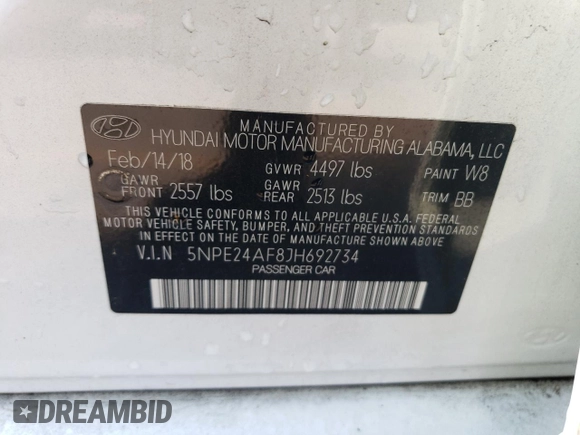 MANUFACTURED BY
HYUNDAI MOTOR MANUFACTURING ALABAMA, LLC
Feb/14/18 GVWR 4497 lbs PAINT W8
GAWR FRONT 2557 lbs GAWR REAR 2513 lbs TRIM BB
THIS VEHICLE CONFORMS TO ALL APPLICABLE U.S.A. FEDERAL
MOTOR VEHICLE SAFETY, BUMPER, AND THEFT PREVENTION STANDARDS
IN EFFECT ON THE DATE OF MANUFACTURE SHOWN ABOVE
V.I.N 5NPE24AF8JH692734
PASSENGER CAR
#DREAMBID